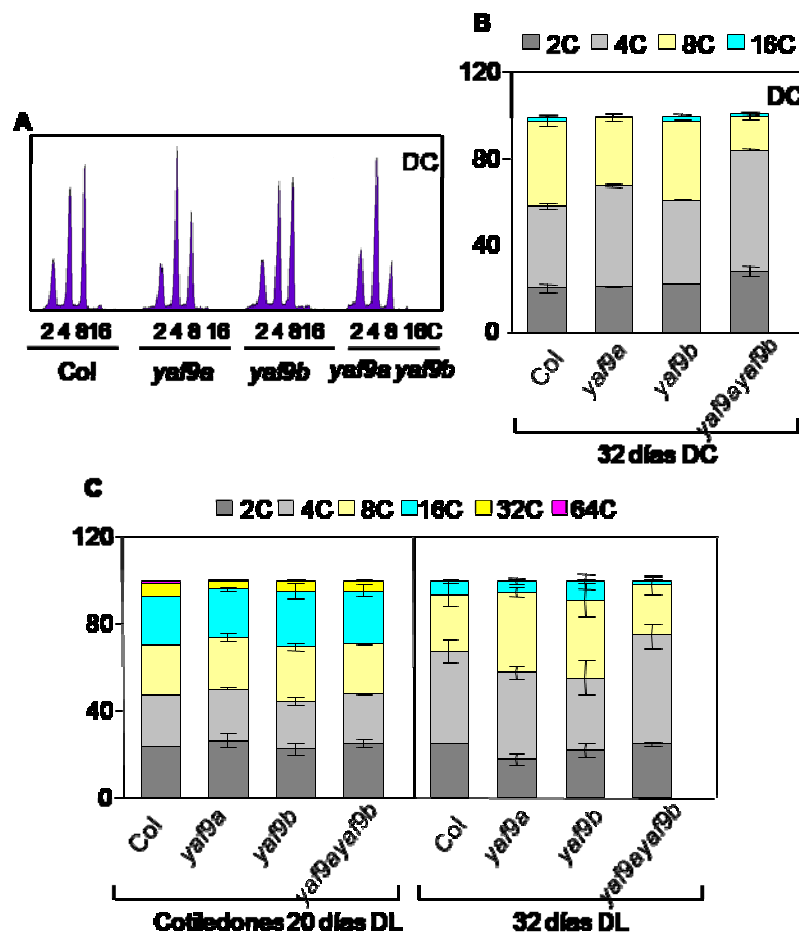 A
DC
2 4 8 16
2 4 8 16
2 4 8 16
2 4 8 16C
Col
yaf9a
yaf9b
yaf9a yaf9b
B
2C 4C 8C 16C
DC
120
80
40
0
Col
yaf9a
yaf9b
yaf9ayaf9b
32 días DC
C
2C 4C 8C 16C 32C 64C
120
80
40
0
Col
yaf9a
yaf9b
yaf9ayaf9b
Col
yaf9a
yaf9b
yaf9ayaf9b
Cotiledones 20 días DL
32 días DL